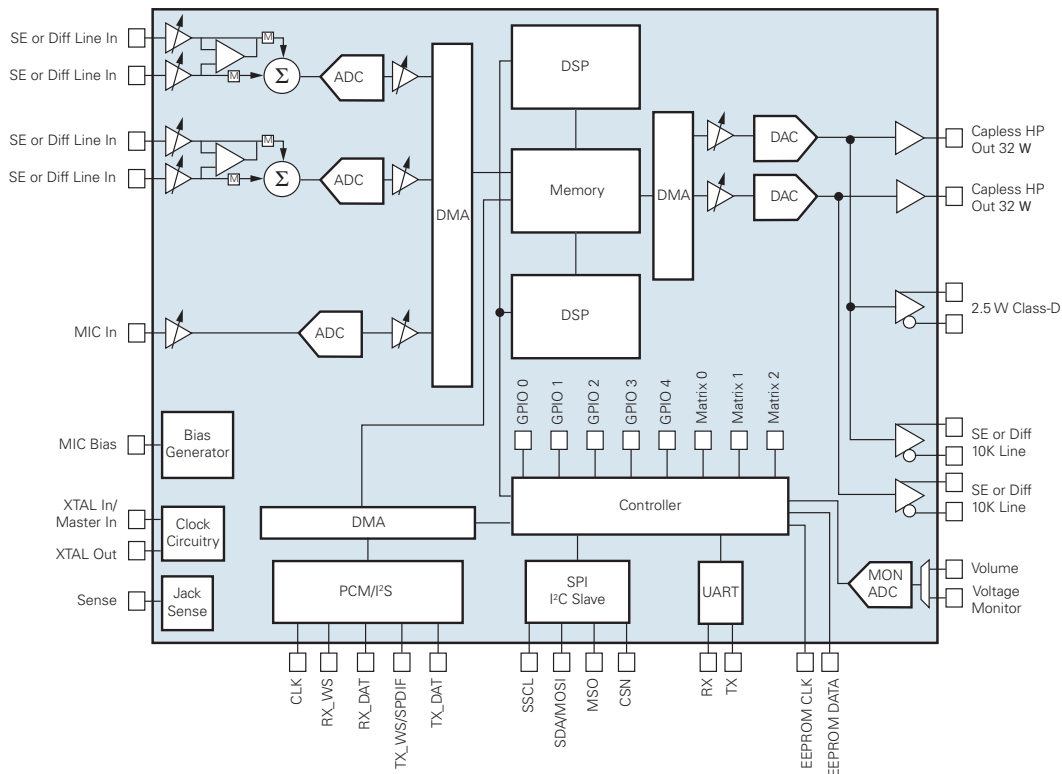 SE or Diff Line In
M
SE or Diff Line In
M
Σ
ADC
SE or Diff Line In
M
SE or Diff Line In
M
Σ
ADC
MIC In
ADC
DMA
DSP
Memory
DSP
DMA
DAC
DAC
Capless HP
Out 32 W
Capless HP
Out 32 W
2.5 W Class-D
SE or Diff
10K Line
SE or Diff
10K Line
GPIO 0
GPIO 1
GPIO 2
GPIO 3
GPIO 4
Matrix 0
Matrix 1
Matrix 2
MIC Bias
Bias
Generator
XTAL In/
Master In
XTAL Out
Clock
Circuitry
Sense
Jack
Sense
DMA
Controller
PCM/I²S
SPI
I²C Slave
UART
MON
ADC
Volume
Voltage
Monitor
CLK
RX_WS
RX_DAT
TX_WS/SPDIF
TX_DAT
SSCL
SDA/MOSI
MSO
CSN
RX
TX
EEPROM CLK
EEPROM DATA